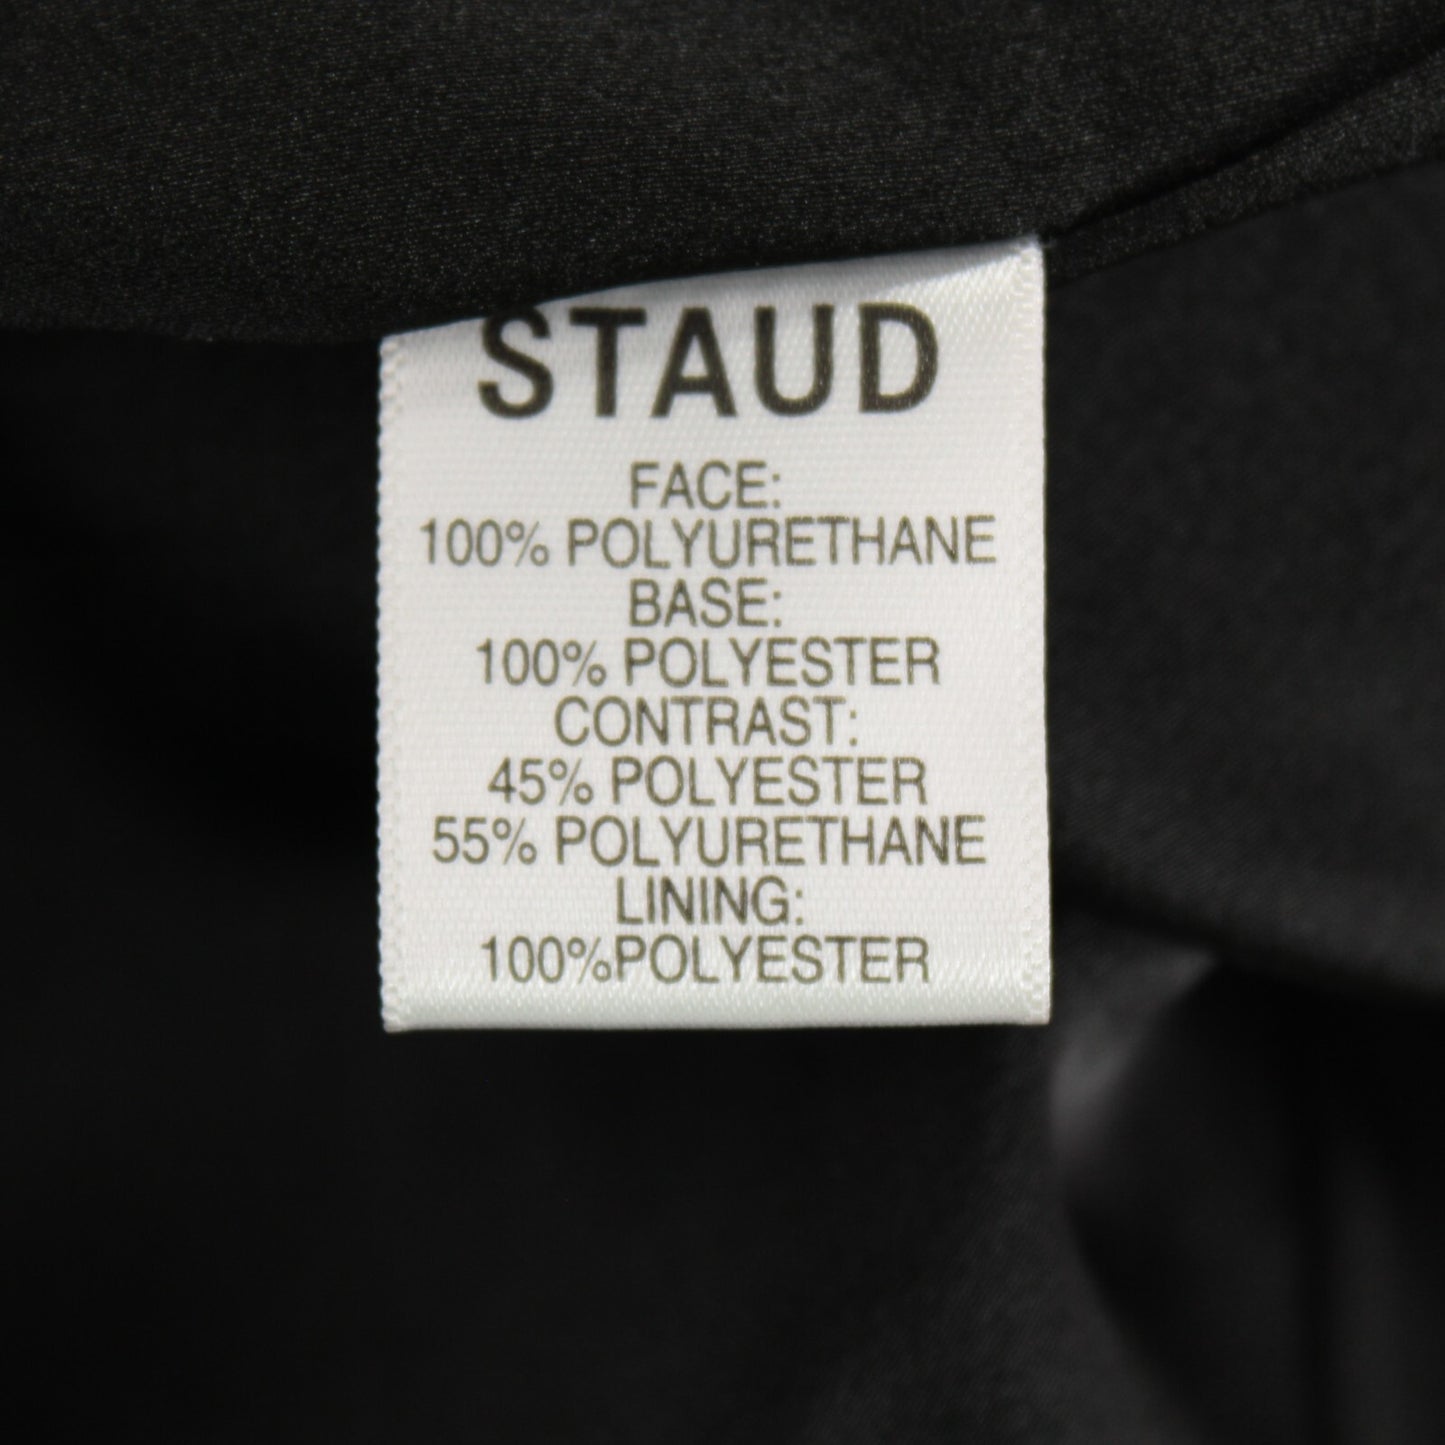 STAUD
FACE:
100% POLYURETHANE
BASE:
100% POLYESTER
CONTRAST:
45% POLYESTER
55% POLYURETHANE
LINING:
100%POLYESTER